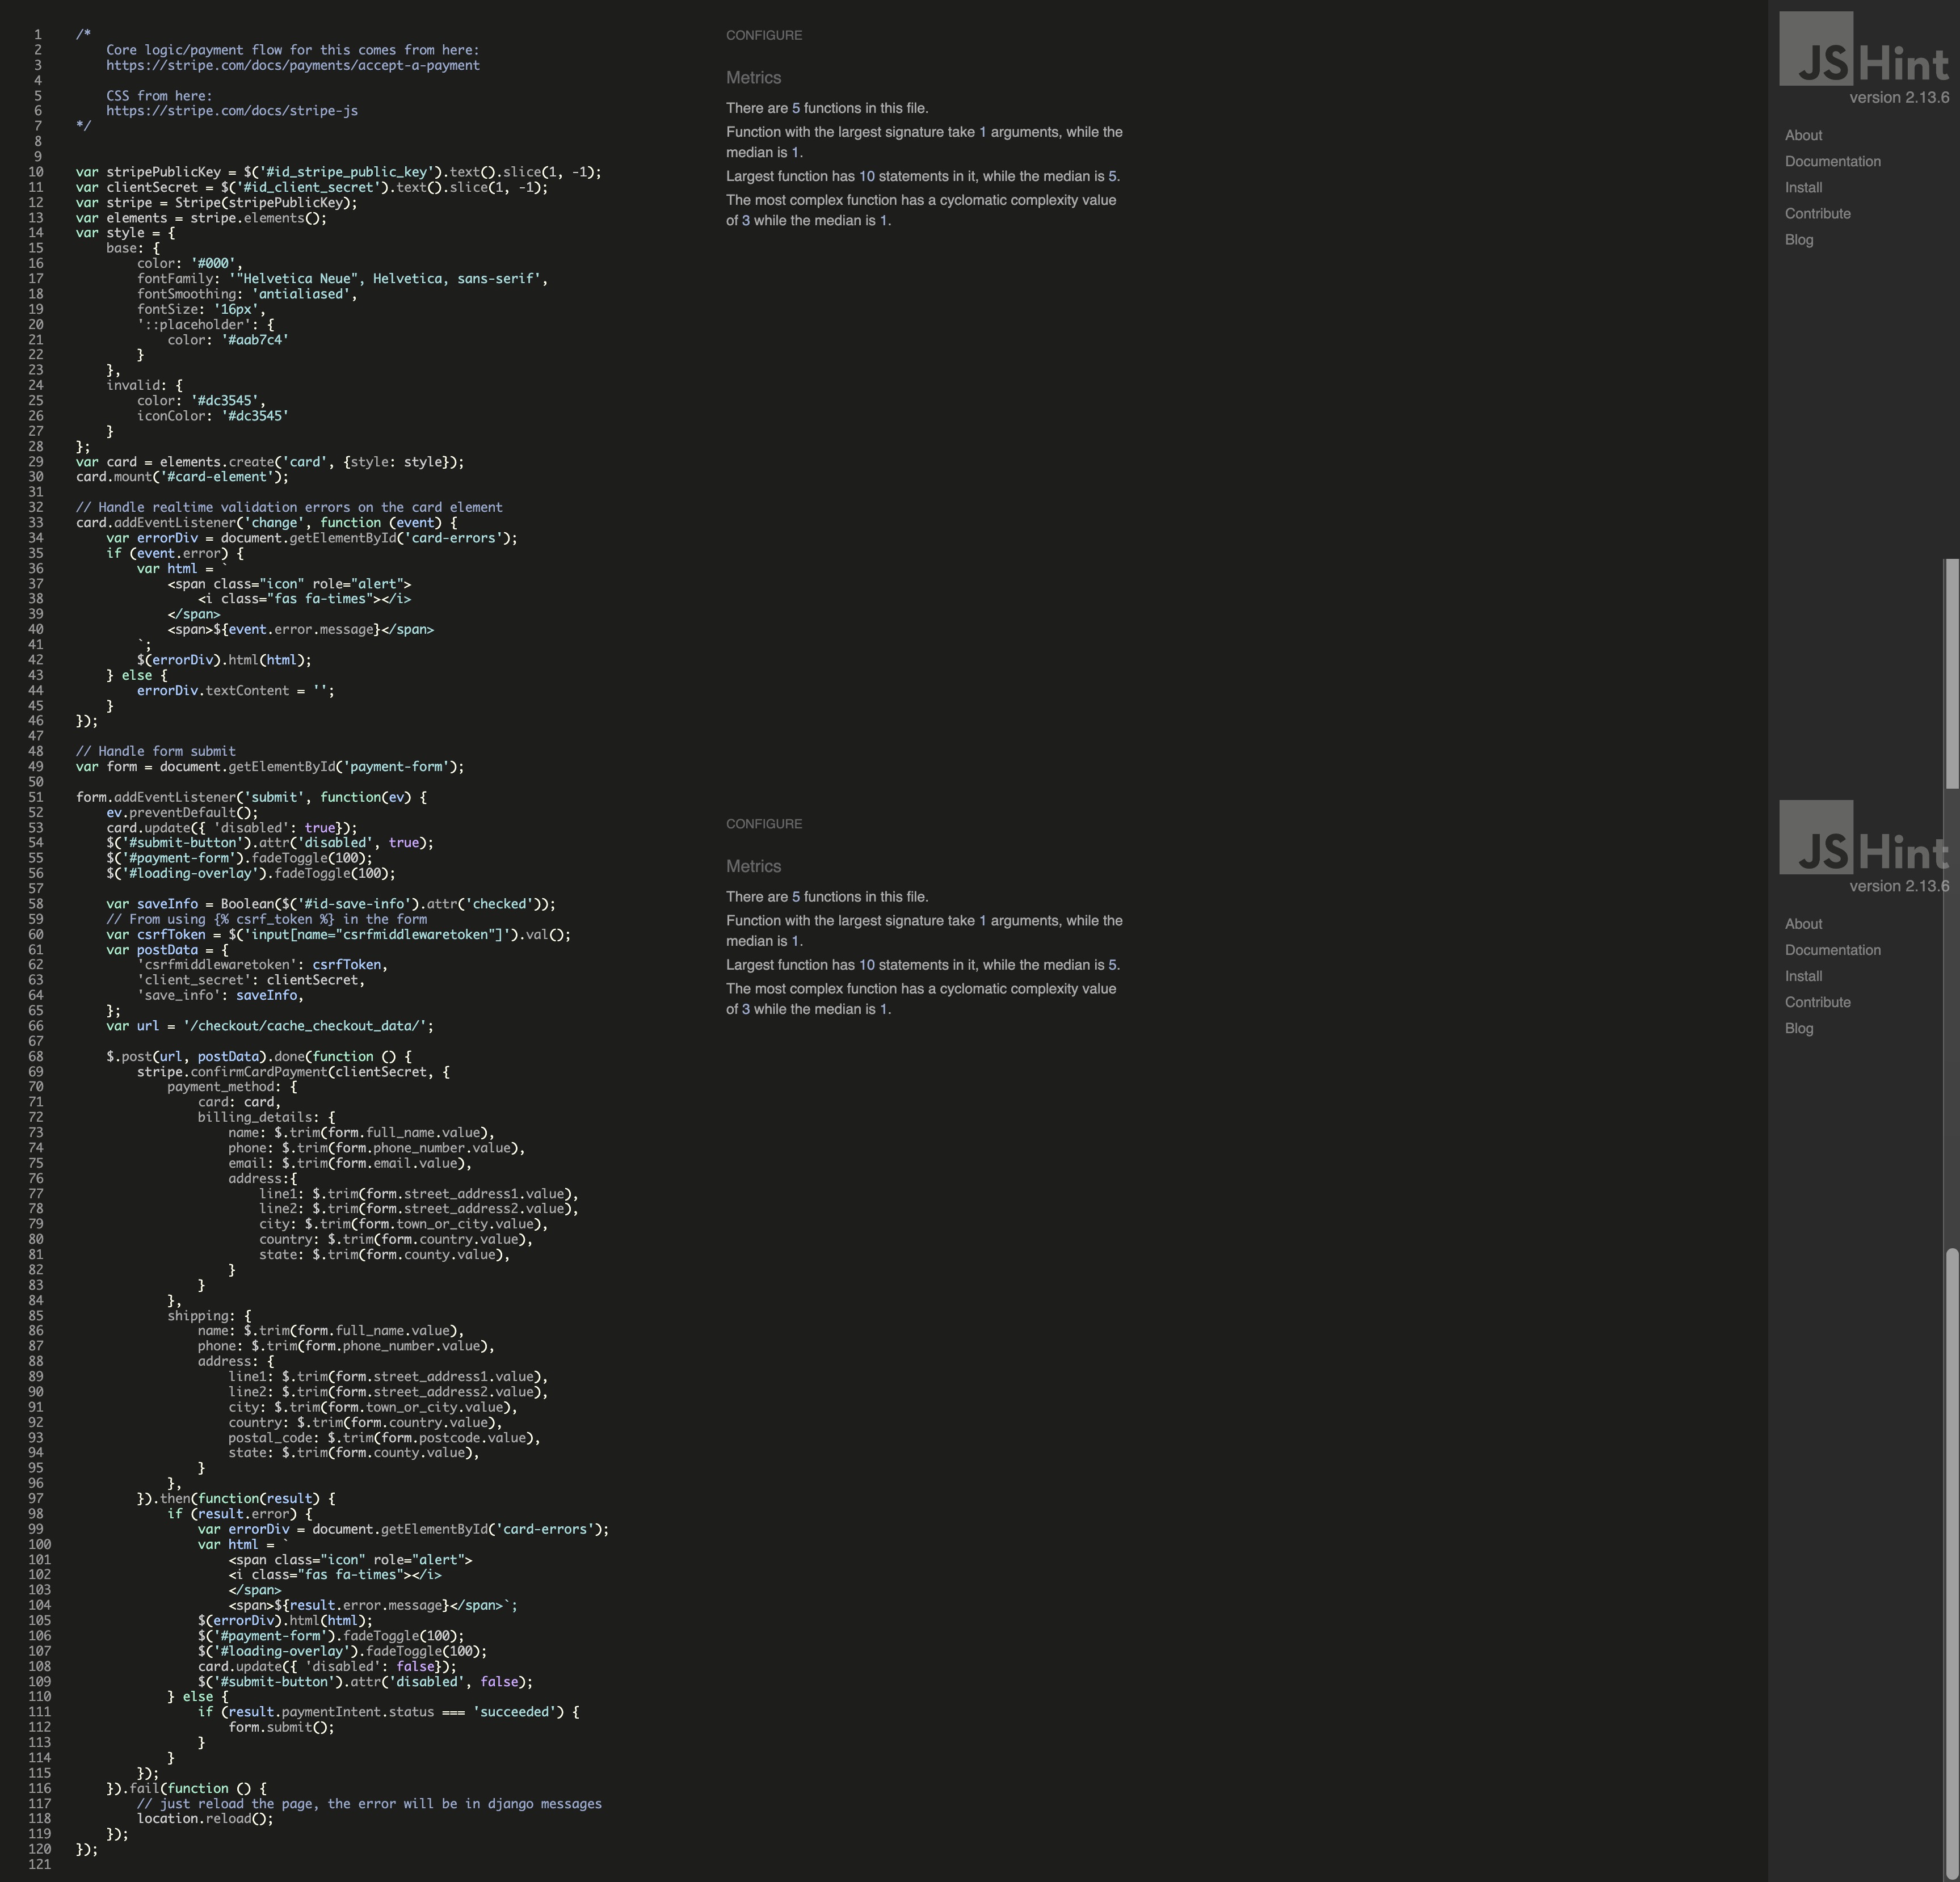 1 /*
2 Core logic/payment flow for this comes from here:
3 https://stripe.com/docs/payments/accept-a-payment
4
5 CSS from here:
6 https://stripe.com/docs/stripe-js
7 */
8
9
10 var stripePublicKey = $('#id_stripe_public_key').text().slice(1, -1);
11 var clientSecret = $('#id_client_secret').text().slice(1, -1);
12 var stripe = Stripe(stripePublicKey);
13 var elements = stripe.elements();
14 var style = {
15 base: {
16 color: '#000',
17 fontFamily: '"Helvetica Neue", Helvetica, sans-serif',
18 fontSmoothing: 'antialiased',
19 fontSize: '16px',
20 '::placeholder': {
21 color: '#aab7c4'
22 }
23 },
24 invalid: {
25 color: '#dc3545',
26 iconColor: '#dc3545'
27 }
28 };
29 var card = elements.create('card', {style: style});
30 card.mount('#card-element');
31
32 // Handle realtime validation errors on the card element
33 card.addEventListener('change', function (event) {
34 var errorDiv = document.getElementById('card-errors');
35 if (event.error) {
36 var html = `
37 <span class="icon" role="alert">
38 <i class="fas fa-times"></i>
39 </span>
40 <span>${event.error.message}</span>
41 `;
42 $(errorDiv).html(html);
43 } else {
44 errorDiv.textContent = '';
45 }
46 });
47
48 // Handle form submit
49 var form = document.getElementById('payment-form');
50
51 form.addEventListener('submit', function(ev) {
52 ev.preventDefault();
53 card.update({ 'disabled': true});
54 $('#submit-button').attr('disabled', true);
55 $('#payment-form').fadeToggle(100);
56 $('#loading-overlay').fadeToggle(100);
57
58 var saveInfo = Boolean($('#id-save-info').attr('checked'));
59 // From using {% csrf_token %} in the form
60 var csrfToken = $('input[name="csrfmiddlewaretoken"]').val();
61 var postData = {
62 'csrfmiddlewaretoken': csrfToken,
63 'client_secret': clientSecret,
64 'save_info': saveInfo,
65 };
66 var url = '/checkout/cache_checkout_data/';
67
68 $.post(url, postData).done(function () {
69 stripe.confirmCardPayment(clientSecret, {
70 payment_method: {
71 card: card,
72 billing_details: {
73 name: $.trim(form.full_name.value),
74 phone: $.trim(form.phone_number.value),
75 email: $.trim(form.email.value),
76 address:{
77 line1: $.trim(form.street_address1.value),
78 line2: $.trim(form.street_address2.value),
79 city: $.trim(form.town_or_city.value),
80 country: $.trim(form.country.value),
81 state: $.trim(form.county.value),
82 }
83 }
84 },
85 shipping: {
86 name: $.trim(form.full_name.value),
87 phone: $.trim(form.phone_number.value),
88 address: {
89 line1: $.trim(form.street_address1.value),
90 line2: $.trim(form.street_address2.value),
91 city: $.trim(form.town_or_city.value),
92 country: $.trim(form.country.value),
93 postal_code: $.trim(form.postcode.value),
94 state: $.trim(form.county.value),
95 }
96 },
97 }).then(function(result) {
98 if (result.error) {
99 var errorDiv = document.getElementById('card-errors');
100 var html = `
101 <span class="icon" role="alert">
102 <i class="fas fa-times"></i>
103 </span>
104 <span>${result.error.message}</span>`;
105 $(errorDiv).html(html);
106 $('#payment-form').fadeToggle(100);
107 $('#loading-overlay').fadeToggle(100);
108 card.update({ 'disabled': false});
109 $('#submit-button').attr('disabled', false);
110 } else {
111 if (result.paymentIntent.status === 'succeeded') {
112 form.submit();
113 }
114 }
115 });
116 }).fail(function () {
117 // just reload the page, the error will be in django messages
118 location.reload();
119 });
120 });
121
CONFIGURE
Metrics
There are 5 functions in this file.
Function with the largest signature take 1 arguments, while the
median is 1.
Largest function has 10 statements in it, while the median is 5.
The most complex function has a cyclomatic complexity value
of 3 while the median is 1.
CONFIGURE
Metrics
There are 5 functions in this file.
Function with the largest signature take 1 arguments, while the
median is 1.
Largest function has 10 statements in it, while the median is 5.
The most complex function has a cyclomatic complexity value
of 3 while the median is 1.
JSHint
version 2.13.6
About
Documentation
Install
Contribute
Blog
JSHint
version 2.13.6
About
Documentation
Install
Contribute
Blog